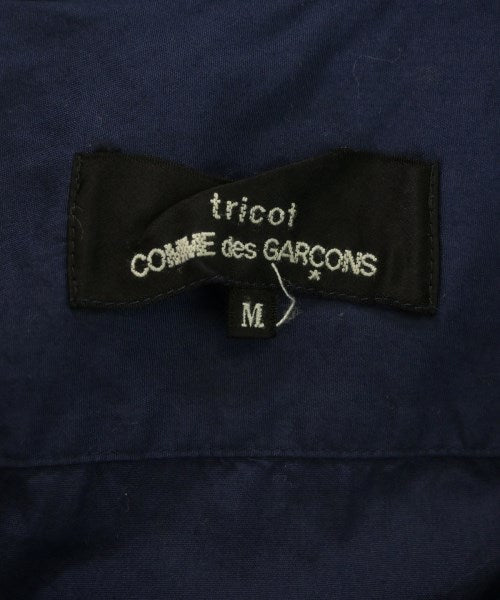 tricot
COMME des GARCONS
*
M